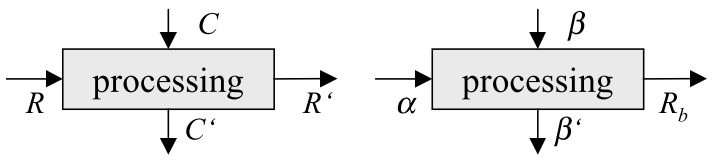 C β
processing processing
R R‘ α R_b
C‘ β‘